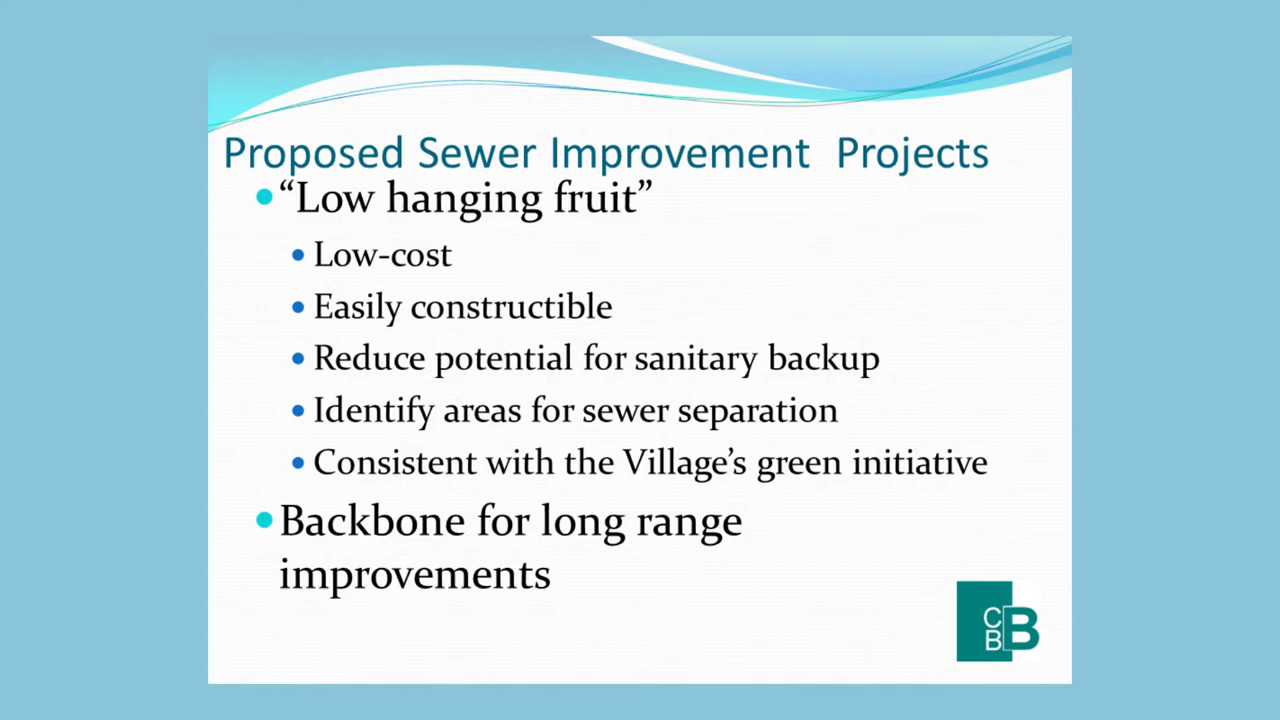 Proposed Sewer Improvement Projects
• “Low hanging fruit”
• Low-cost
• Easily constructible
• Reduce potential for sanitary backup
• Identify areas for sewer separation
• Consistent with the Village’s green initiative
• Backbone for long range
improvements
CBB